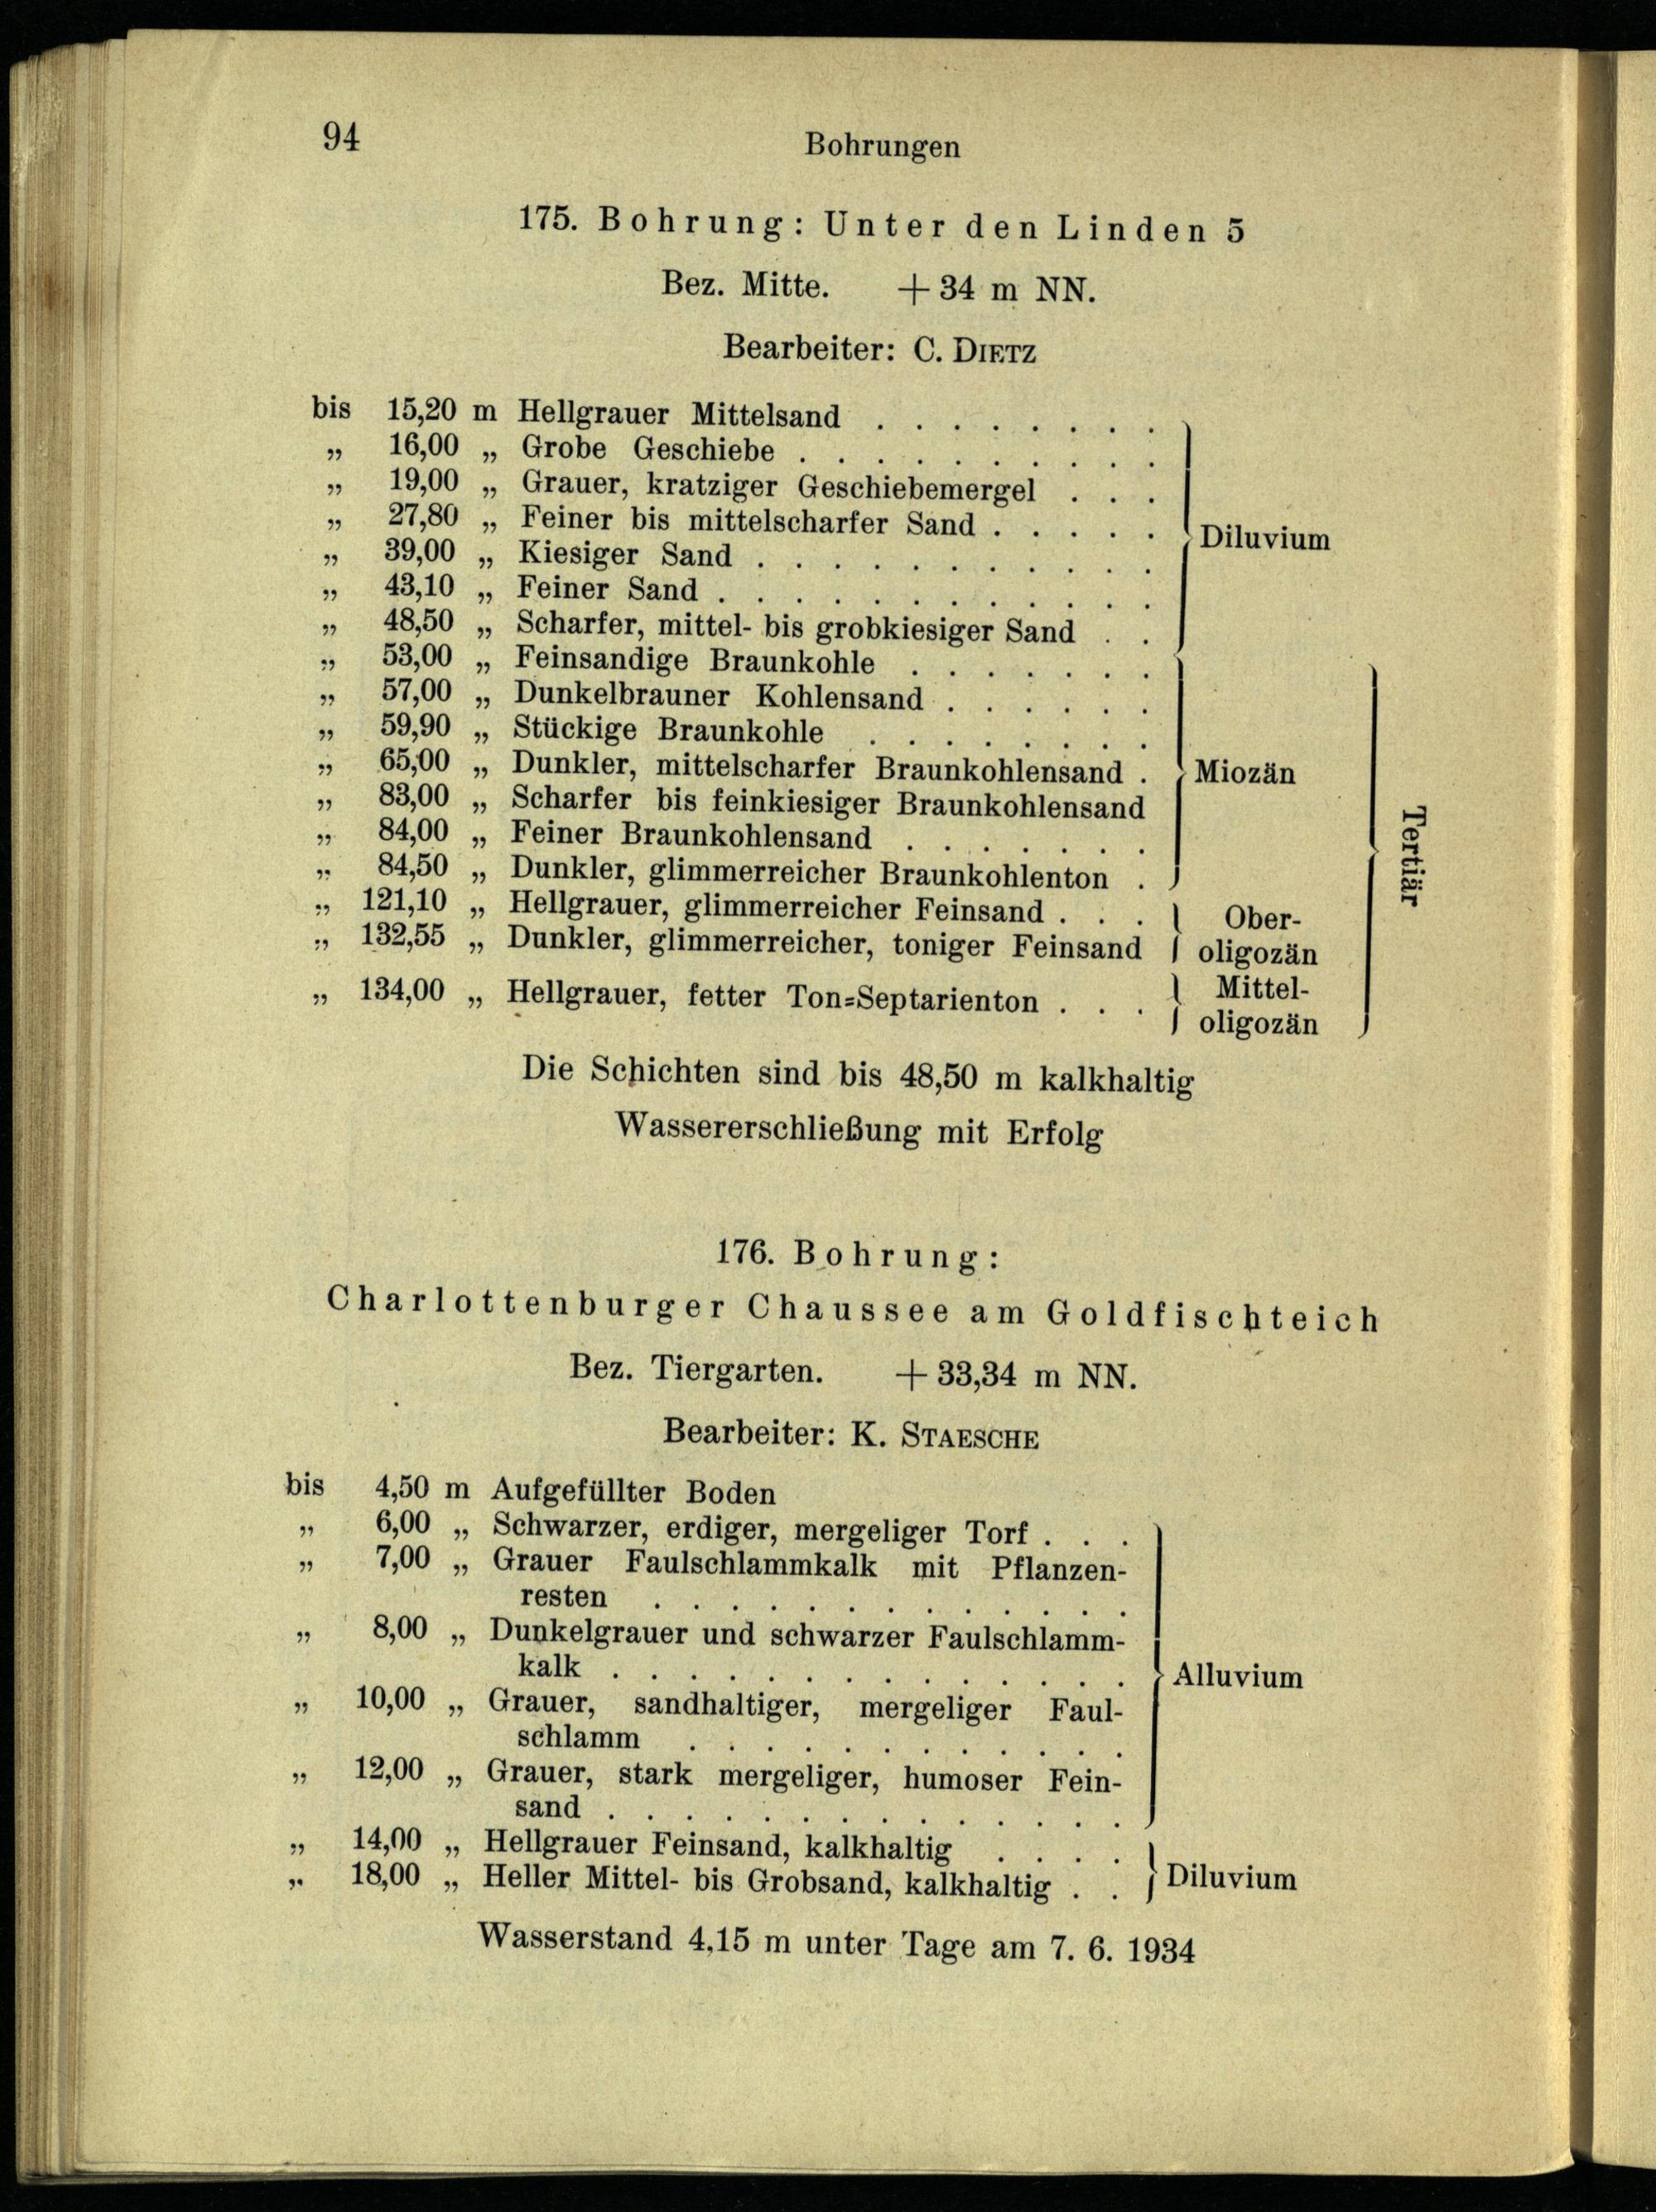 94
Bohrungen
175. Bohrung: Unter den Linden 5
Bez. Mitte. + 34 m NN.
Bearbeiter: C. DIETZ
bis 15,20 m Hellgrauer Mittelsand . . . . . . . .
„ 16,00 „ Grobe Geschiebe . . . . . . . . . .
„ 19,00 „ Grauer, kratziger Geschiebemergel . . .
„ 27,80 „ Feiner bis mittelscharfer Sand . . . . .
Diluvium
„ 39,00 „ Kiesiger Sand . . . . . . . . . . .
„ 43,10 „ Feiner Sand . . . . . . . . . . . .
„ 48,50 „ Scharfer, mittel- bis grobkiesiger Sand . .
„ 53,00 „ Feinsandige Braunkohle . . . . . . .
„ 57,00 „ Dunkelbrauner Kohlensand . . . . . .
„ 59,90 „ Stückige Braunkohle . . . . . . . .
„ 65,00 „ Dunkler, mittelscharfer Braunkohlensand .
Miozän
„ 83,00 „ Scharfer bis feinkiesiger Braunkohlensand
„ 84,00 „ Feiner Braunkohlensand . . . . . . .
Tertiär
„ 84,50 „ Dunkler, glimmerreicher Braunkohlenton .
„ 121,10 „ Hellgrauer, glimmerreicher Feinsand . . .
Ober-
„ 132,55 „ Dunkler, glimmerreicher, toniger Feinsand
oligozän
„ 134,00 „ Hellgrauer, fetter Ton=Septarienton . . .
Mittel-
oligozän
Die Schichten sind bis 48,50 m kalkhaltig
Wassererschließung mit Erfolg
176. Bohrung:
Charlottenburger Chaussee am Goldfischteich
Bez. Tiergarten. + 33,34 m NN.
Bearbeiter: K. STAESCHE
bis 4,50 m Aufgefüllter Boden
„ 6,00 „ Schwarzer, erdiger, mergeliger Torf . . .
„ 7,00 „ Grauer Faulschlammkalk mit Pflanzen-
resten . . . . . . . . . . . . .
„ 8,00 „ Dunkelgrauer und schwarzer Faulschlamm-
kalk . . . . . . . . . . . . . .
Alluvium
„ 10,00 „ Grauer, sandhaltiger, mergeliger Faul-
schlamm . . . . . . . . . . . .
„ 12,00 „ Grauer, stark mergeliger, humoser Fein-
sand . . . . . . . . . . . . . .
„ 14,00 „ Hellgrauer Feinsand, kalkhaltig . . . .
„ 18,00 „ Heller Mittel- bis Grobsand, kalkhaltig . .
Diluvium
Wasserstand 4,15 m unter Tage am 7. 6. 1934